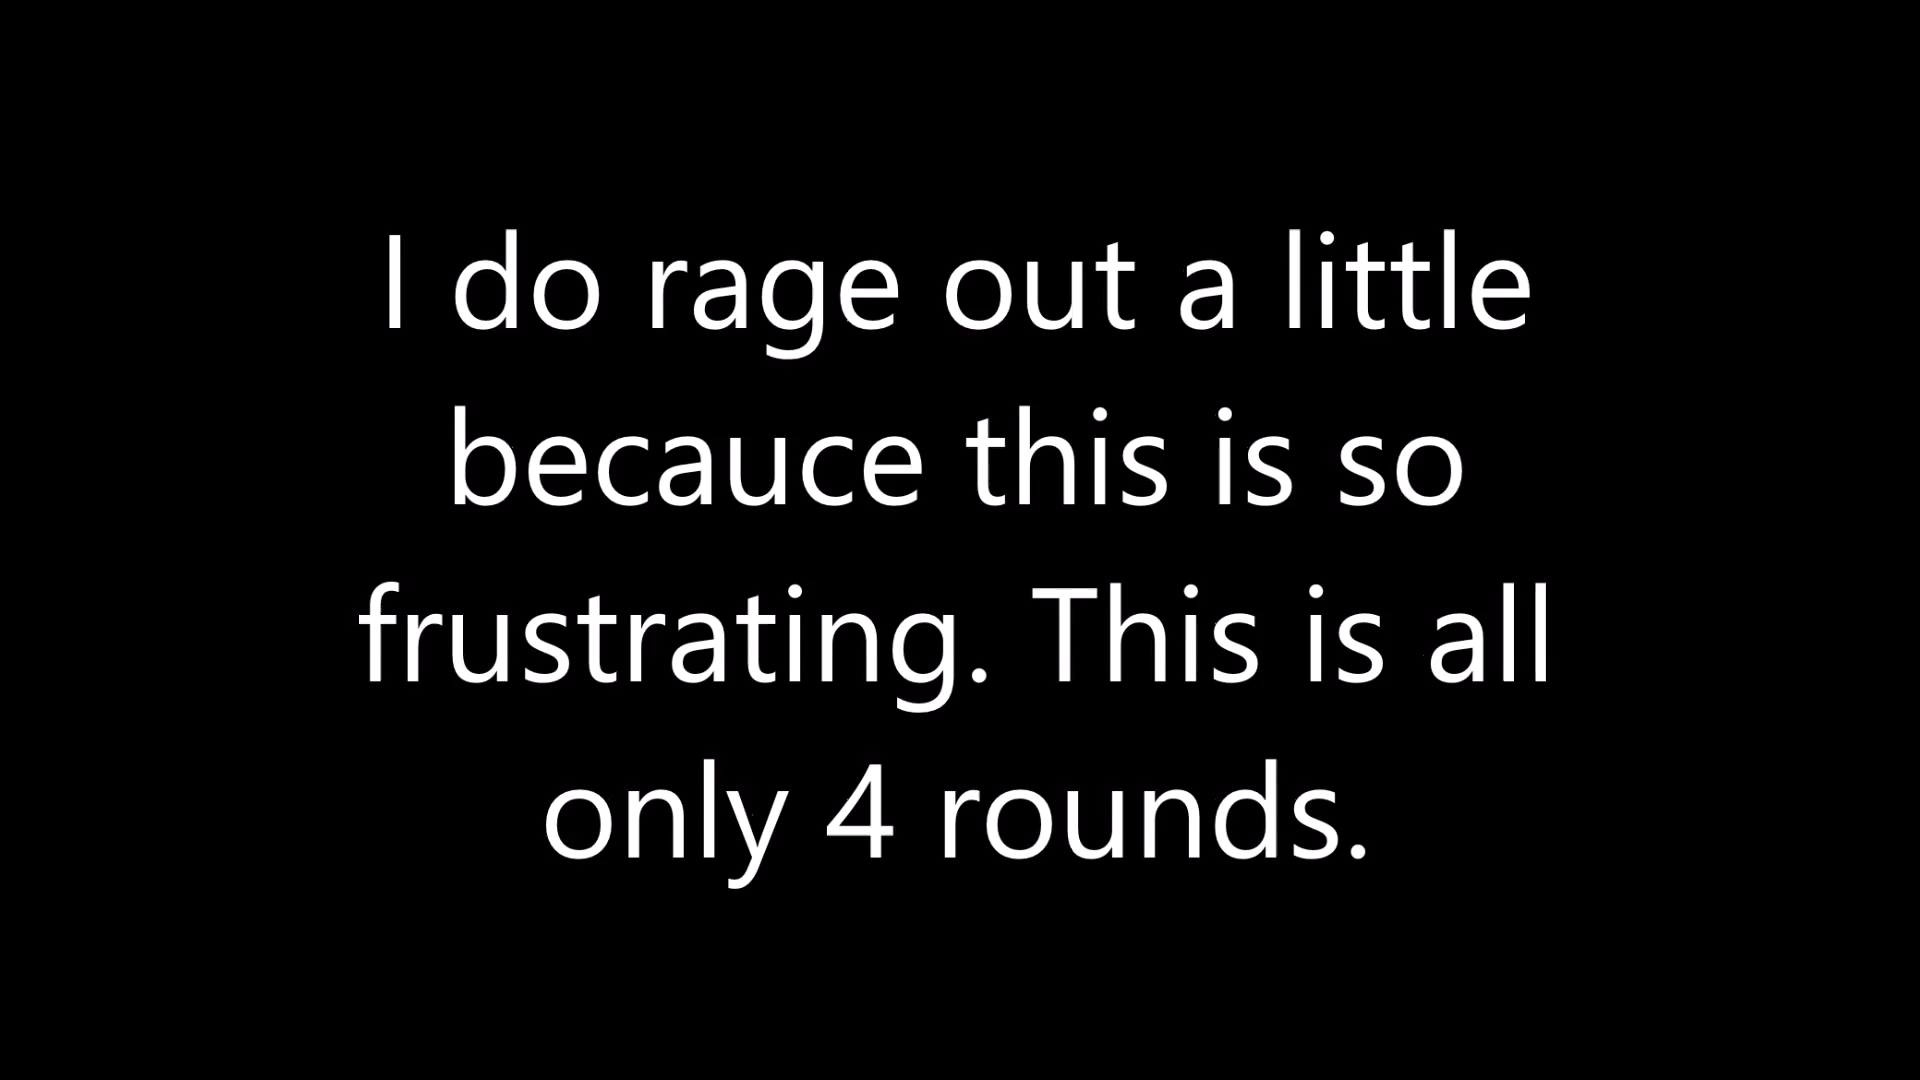 I do rage out a little
becauce this is so
frustrating. This is all
only 4 rounds.